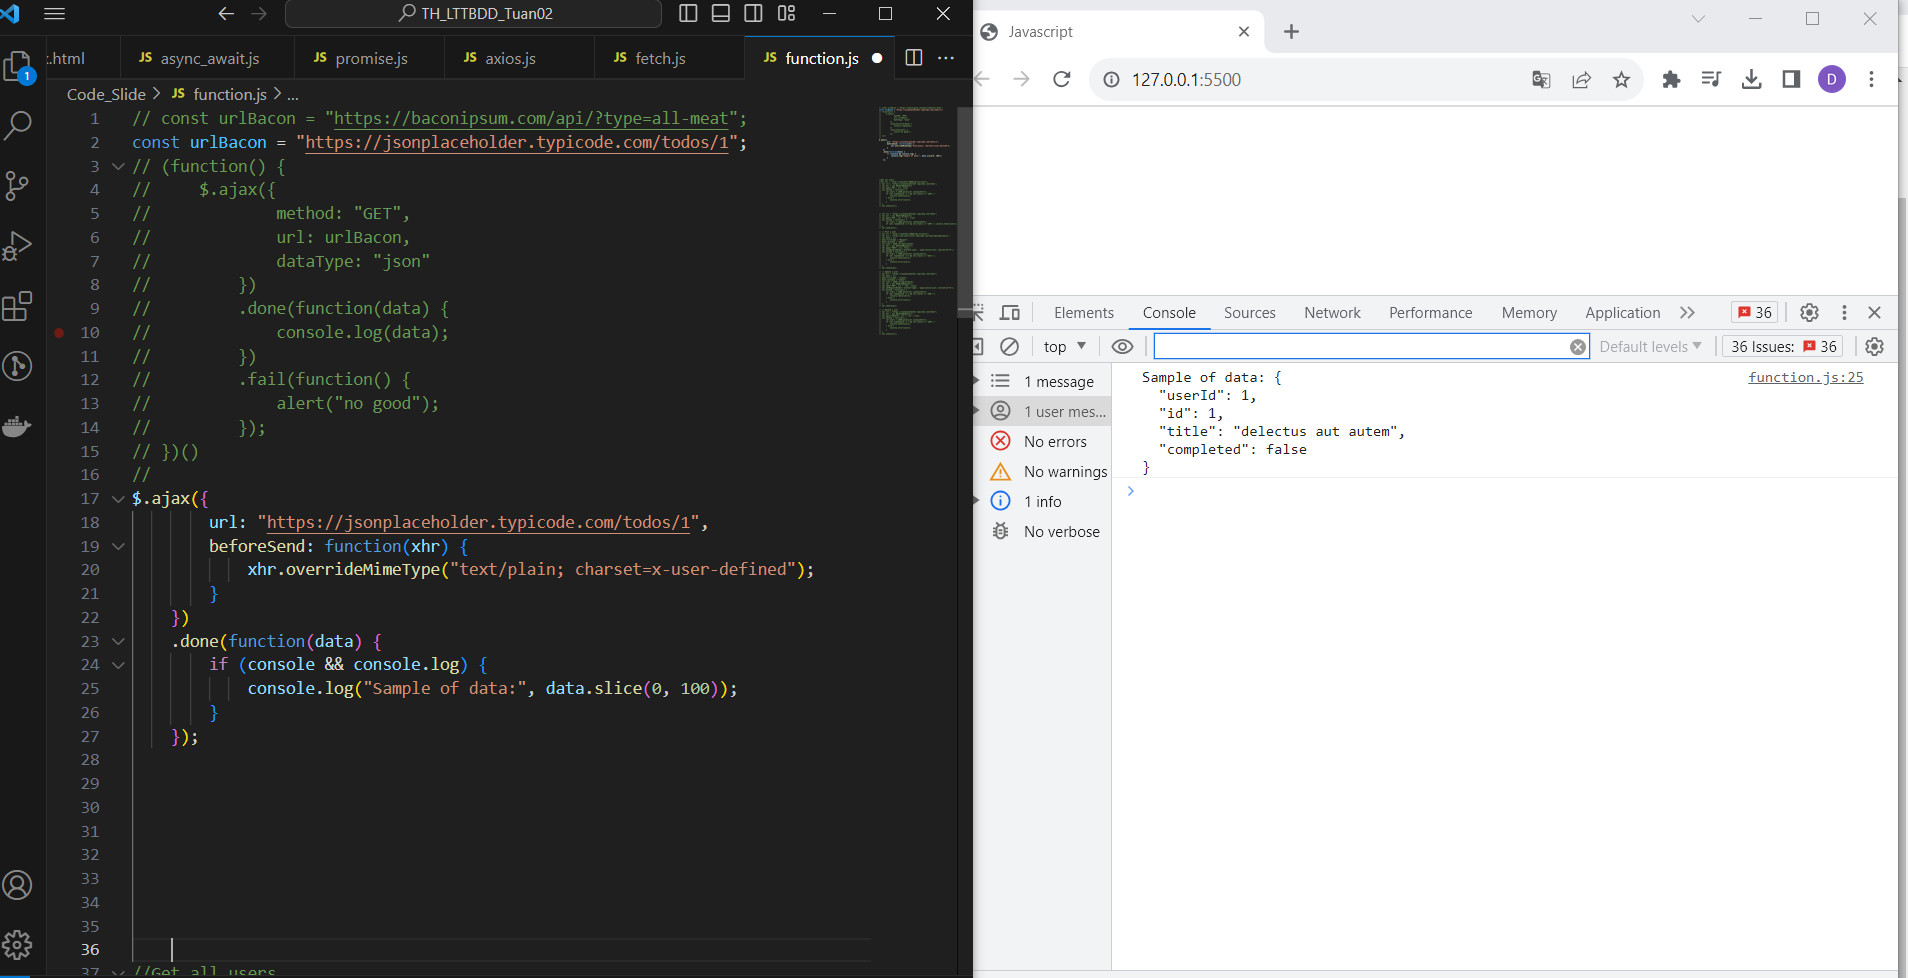 TH_LTTBDD_Tuan02
.html
JS async_await.js
JS promise.js
JS axios.js
JS fetch.js
JS function.js
1
Code_Slide > JS function.js > ...
1 // const urlBacon = "https://baconipsum.com/api/?type=all-meat";
2 const urlBacon = "https://jsonplaceholder.typicode.com/todos/1";
3 // (function() {
4 //     $.ajax({
5 //             method: "GET",
6 //             url: urlBacon,
7 //             dataType: "json"
8 //         })
9 //         .done(function(data) {
10 //             console.log(data);
11 //         })
12 //         .fail(function() {
13 //             alert("no good");
14 //         });
15 // })()
16 //
17 $.ajax({
18         url: "https://jsonplaceholder.typicode.com/todos/1",
19         beforeSend: function(xhr) {
20             xhr.overrideMimeType("text/plain; charset=x-user-defined");
21         }
22     })
23     .done(function(data) {
24         if (console && console.log) {
25             console.log("Sample of data:", data.slice(0, 100));
26         }
27     });
28
29
30
31
32
33
34
35
36
37 //Get all users
Javascript
127.0.0.1:5500
D
Elements Console Sources Network Performance Memory Application 36
top Default levels 36 Issues: 36
1 message
1 user mes...
No errors
No warnings
1 info
No verbose
Sample of data: { function.js:25
  "userId": 1,
  "id": 1,
  "title": "delectus aut autem",
  "completed": false
}